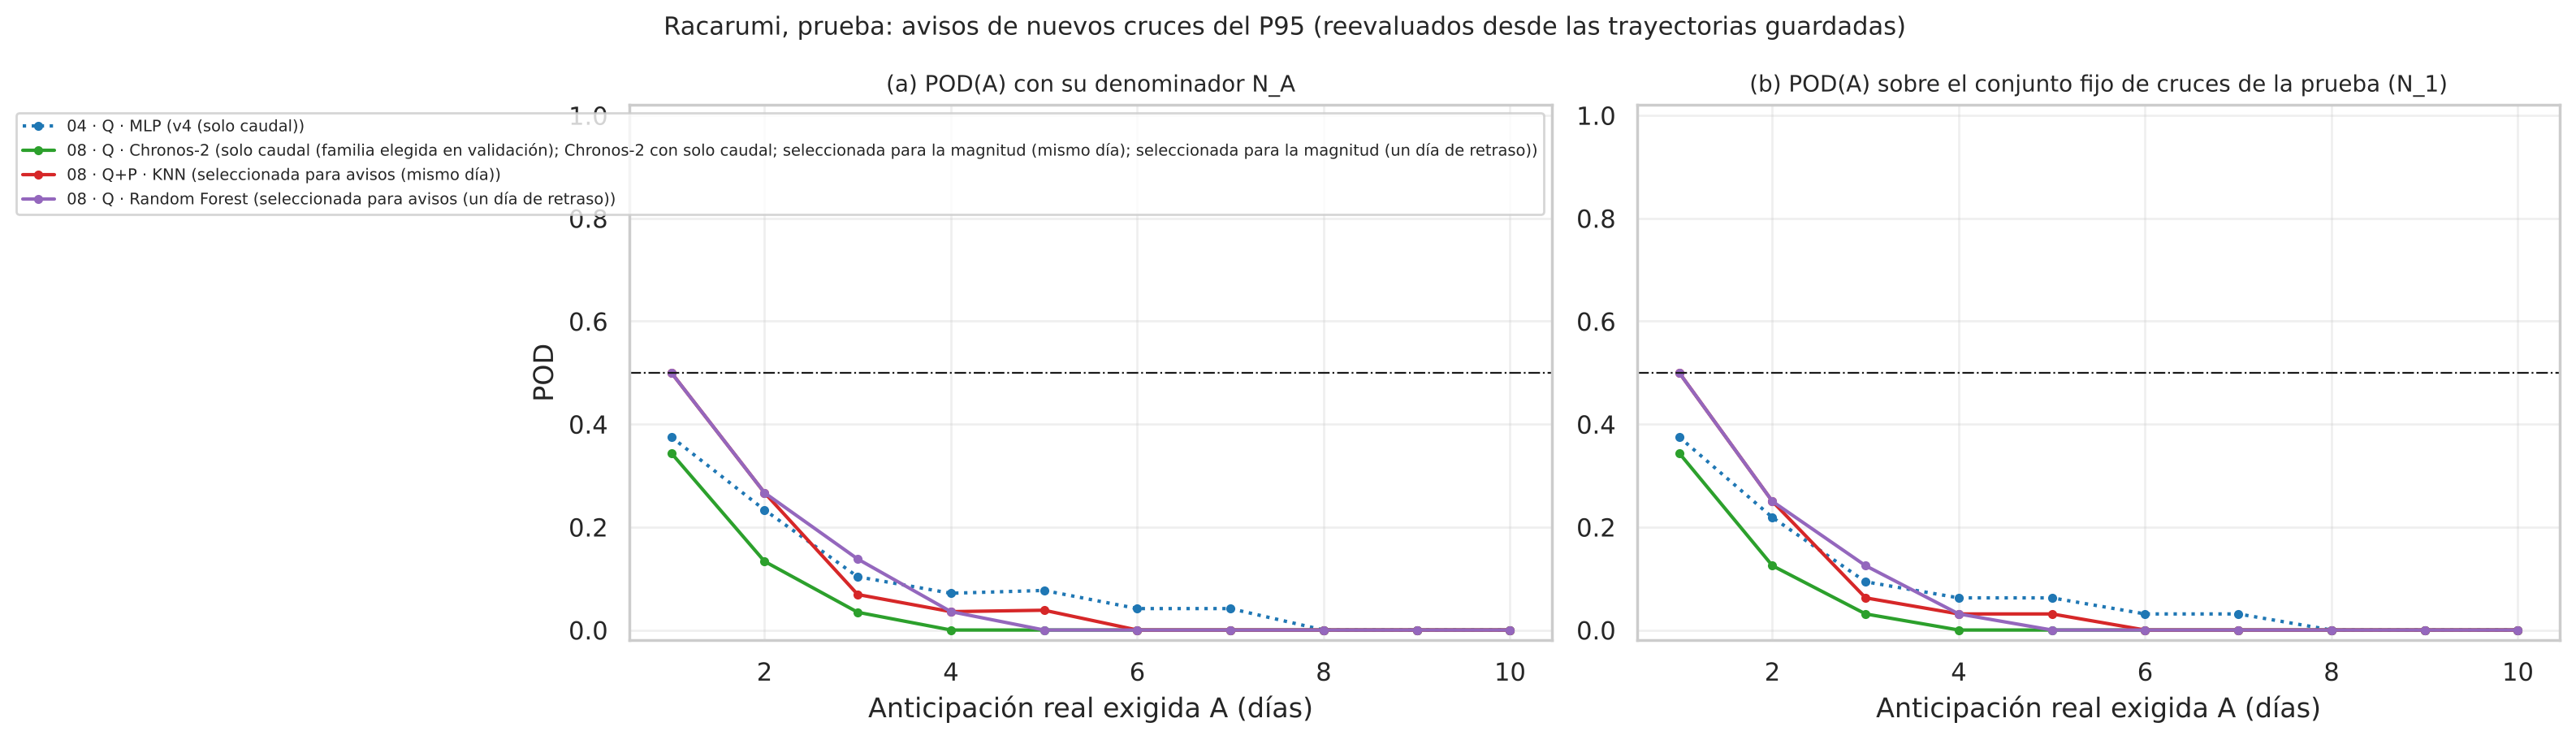 Racarumi, prueba: avisos de nuevos cruces del P95 (reevaluados desde las trayectorias guardadas)
(a) POD(A) con su denominador N_A
(b) POD(A) sobre el conjunto fijo de cruces de la prueba (N_1)
04 · Q · MLP (v4 (solo caudal))
08 · Q · Chronos-2 (solo caudal (familia elegida en validación); Chronos-2 con solo caudal; seleccionada para la magnitud (mismo día); seleccionada para la magnitud (un día de retraso))
08 · Q+P · KNN (seleccionada para avisos (mismo día))
08 · Q · Random Forest (seleccionada para avisos (un día de retraso))
POD
1.0
0.8
0.6
0.4
0.2
0.0
2 4 6 8 10
Anticipación real exigida A (días)
1.0
0.8
0.6
0.4
0.2
0.0
2 4 6 8 10
Anticipación real exigida A (días)